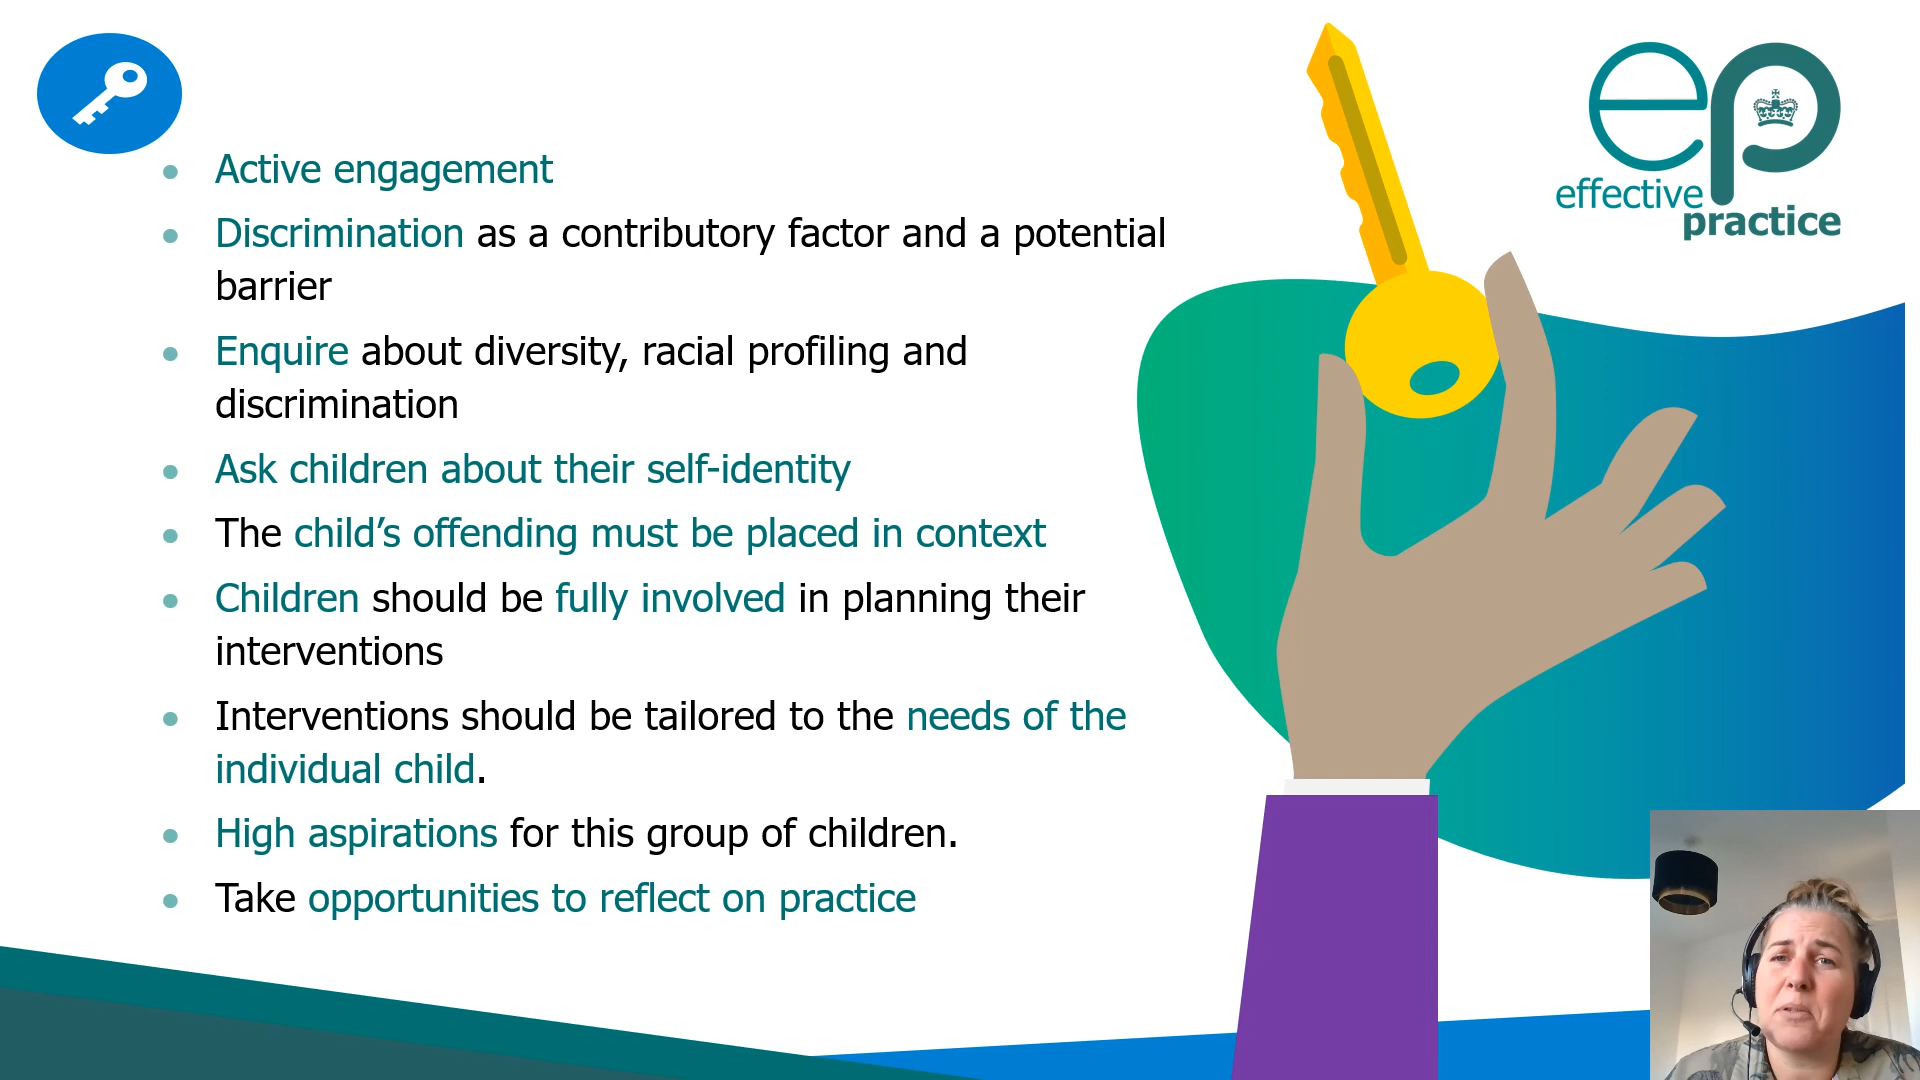 Active engagement
Discrimination as a contributory factor and a potential
barrier
Enquire about diversity, racial profiling and
discrimination
Ask children about their self-identity
The child’s offending must be placed in context
Children should be fully involved in planning their
interventions
Interventions should be tailored to the needs of the
individual child.
High aspirations for this group of children.
Take opportunities to reflect on practice
ep
effective
practice